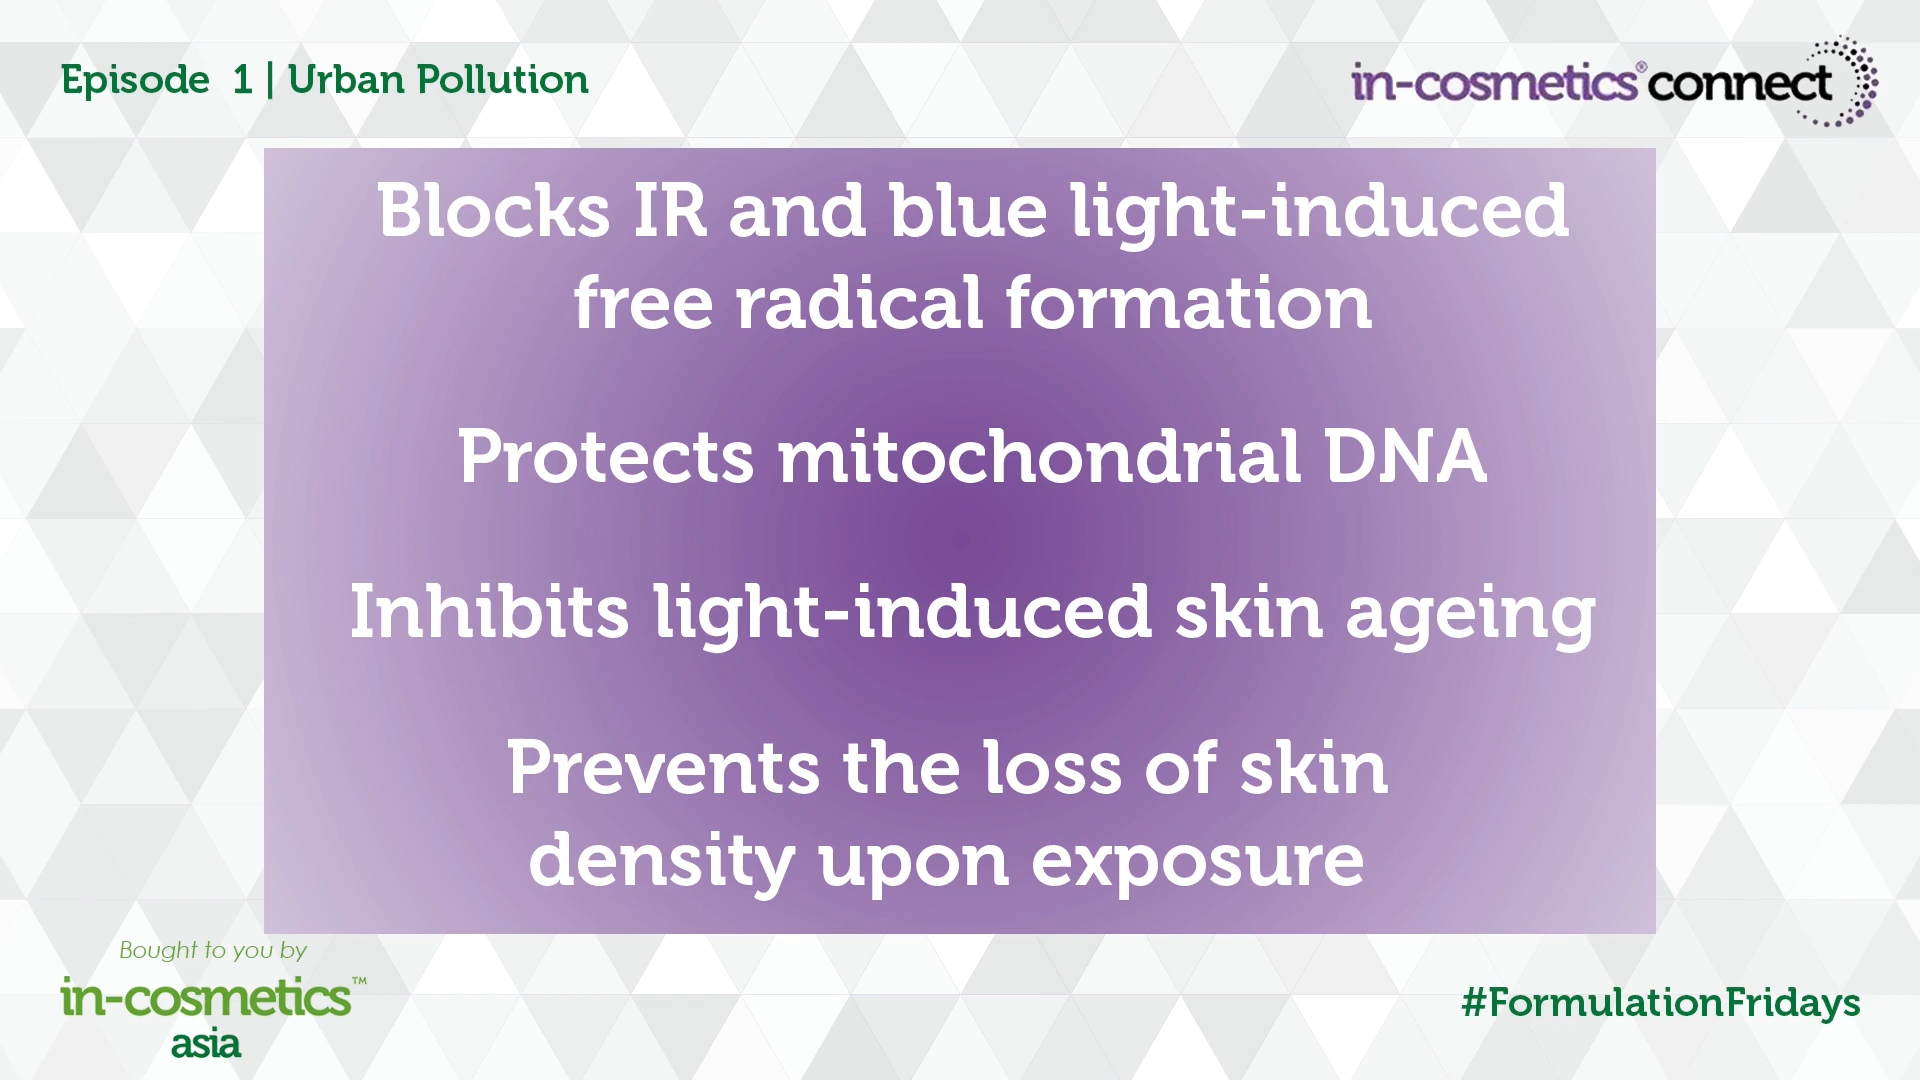 Episode 1 | Urban Pollution
in-cosmetics® connect
Blocks IR and blue light-induced
free radical formation
Protects mitochondrial DNA
Inhibits light-induced skin ageing
Prevents the loss of skin
density upon exposure
Bought to you by
in-cosmetics™
asia
#FormulationFridays